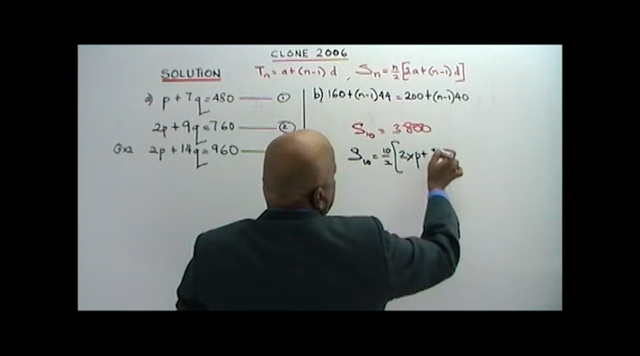 CLONE 2006
SOLUTION Tn = a+(n-1) d , Sn = n/2 [2a+(n-1)d]
a) p + 7q = 480 ①
2p + 9q = 760 ②
①x2 2p + 14q = 960
b) 160+(n-1)44 = 200+(n-1)40
S10 = 3800
S10 = 10/2 [2xp+